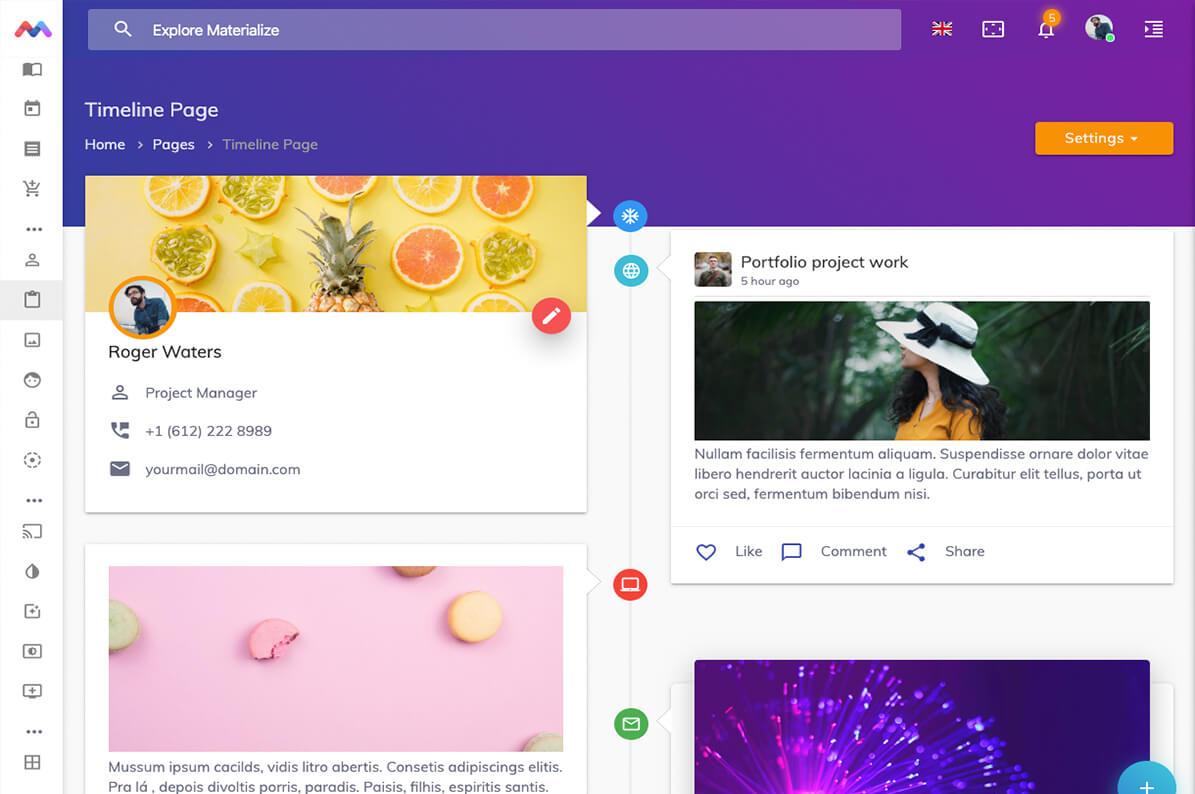 Explore Materialize
5
Timeline Page
Home > Pages > Timeline Page
Settings
Roger Waters
Project Manager
+1 (612) 222 8989
yourmail@domain.com
Portfolio project work
5 hour ago
Nullam facilisis fermentum aliquam. Suspendisse ornare dolor vitae
libero hendrerit auctor lacinia a ligula. Curabitur elit tellus, porta ut
orci sed, fermentum bibendum nisi.
Like Comment Share
Mussum ipsum cacilds, vidis litro abertis. Consetis adipiscings elitis.
Pra lá , depois divoltis porris, paradis. Paisis, filhis, espiritis santis.